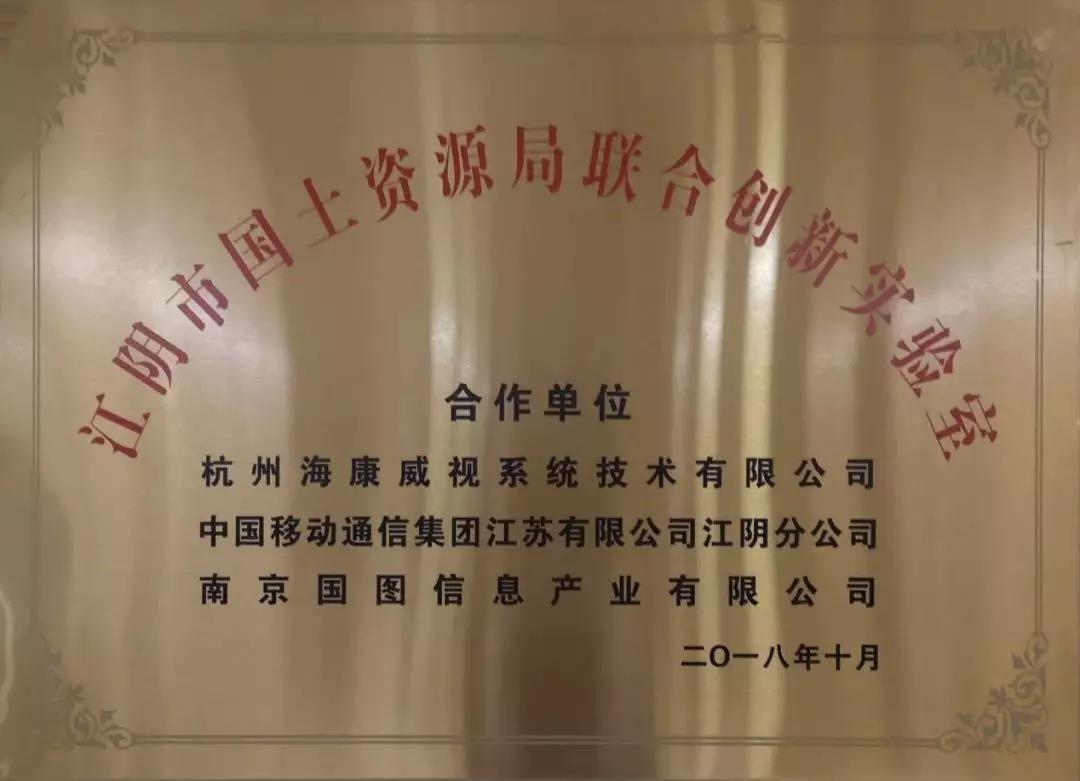 江阴市国土资源局联合创新实验室
合作单位
杭州海康威视系统技术有限公司
中国移动通信集团江苏有限公司江阴分公司
南京国图信息产业有限公司
二〇一八年十月